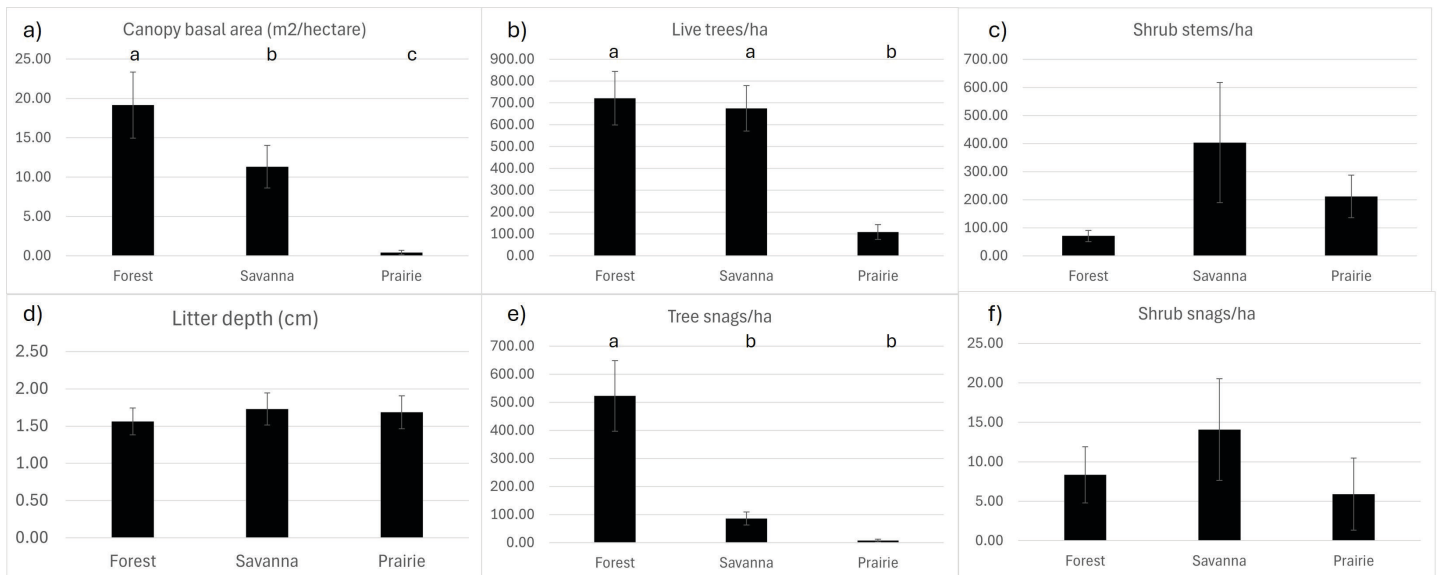 a)
Canopy basal area (m2/hectare)
a b c
25.00
20.00
15.00
10.00
5.00
0.00
Forest Savanna Prairie
b)
Live trees/ha
a a b
900.00
800.00
700.00
600.00
500.00
400.00
300.00
200.00
100.00
0.00
Forest Savanna Prairie
c)
Shrub stems/ha
700.00
600.00
500.00
400.00
300.00
200.00
100.00
0.00
Forest Savanna Prairie
d)
Litter depth (cm)
2.50
2.00
1.50
1.00
0.50
0.00
Forest Savanna Prairie
e)
Tree snags/ha
a b b
700.00
600.00
500.00
400.00
300.00
200.00
100.00
0.00
Forest Savanna Prairie
f)
Shrub snags/ha
25.00
20.00
15.00
10.00
5.00
0.00
Forest Savanna Prairie